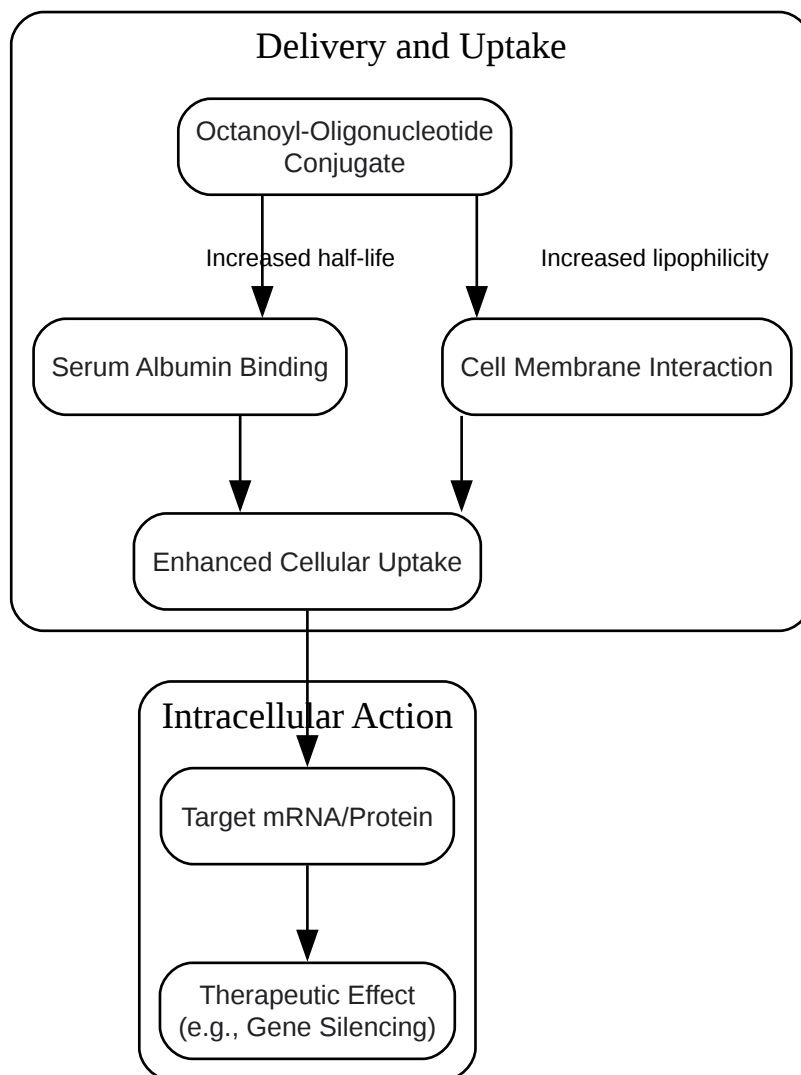 Delivery and Uptake
Octanoyl-Oligonucleotide
Conjugate
Increased half-life
Increased lipophilicity
Serum Albumin Binding
Cell Membrane Interaction
Enhanced Cellular Uptake
Intracellular Action
Target mRNA/Protein
Therapeutic Effect
(e.g., Gene Silencing)